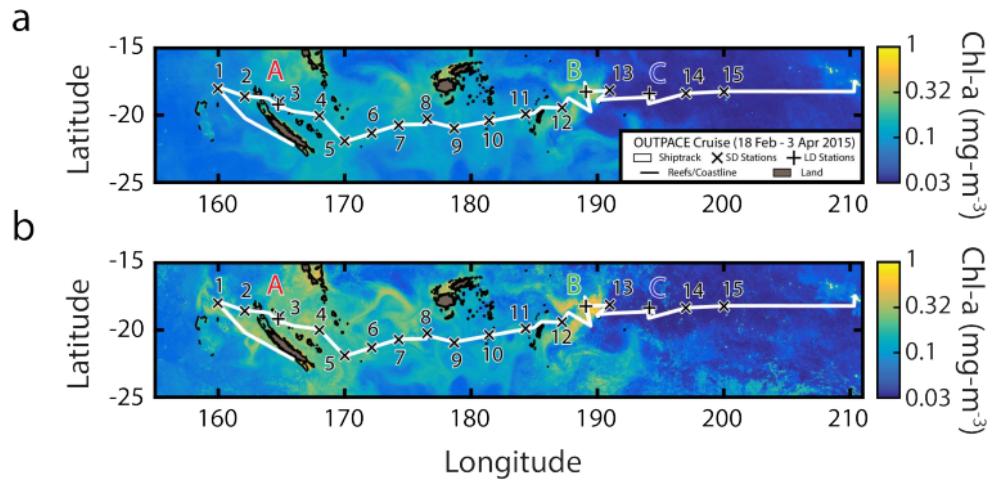 a
-15
-20
-25
Latitude
1 2 A 3 4 5 6 7 8 9 10 11 12 B 13 C 14 15
OUTPACE Cruise (18 Feb - 3 Apr 2015)
Shiptrack SD Stations LD Stations
Reefs/Coastline Land
160 170 180 190 200 210
1
0.32
0.1
0.03
Chl-a (mg-m-3)
b
-15
-20
-25
Latitude
1 2 A 3 4 5 6 7 8 9 10 11 12 B 13 C 14 15
160 170 180 190 200 210
1
0.32
0.1
0.03
Chl-a (mg-m-3)
Longitude